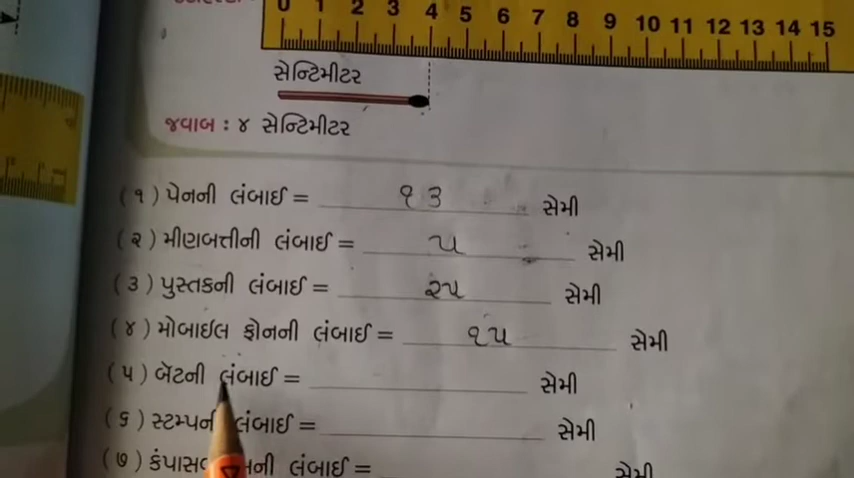 0 1 2 3 4 5 6 7 8 9 10 11 12 13 14 15
સેન્ટિમીટર
જવાબ : ૪ સેન્ટિમીટર
(૧) પેનની લંબાઈ = ૧૩ સેમી
(૨) મીણબત્તીની લંબાઈ = ૫ સેમી
(૩) પુસ્તકની લંબાઈ = ૨૫ સેમી
(૪) મોબાઈલ ફોનની લંબાઈ = ૧૫ સેમી
(૫) બૅટની લંબાઈ = સેમી
(૬) સ્ટમ્પની લંબાઈ = સેમી
(૭) લંબાઈ = સેમી